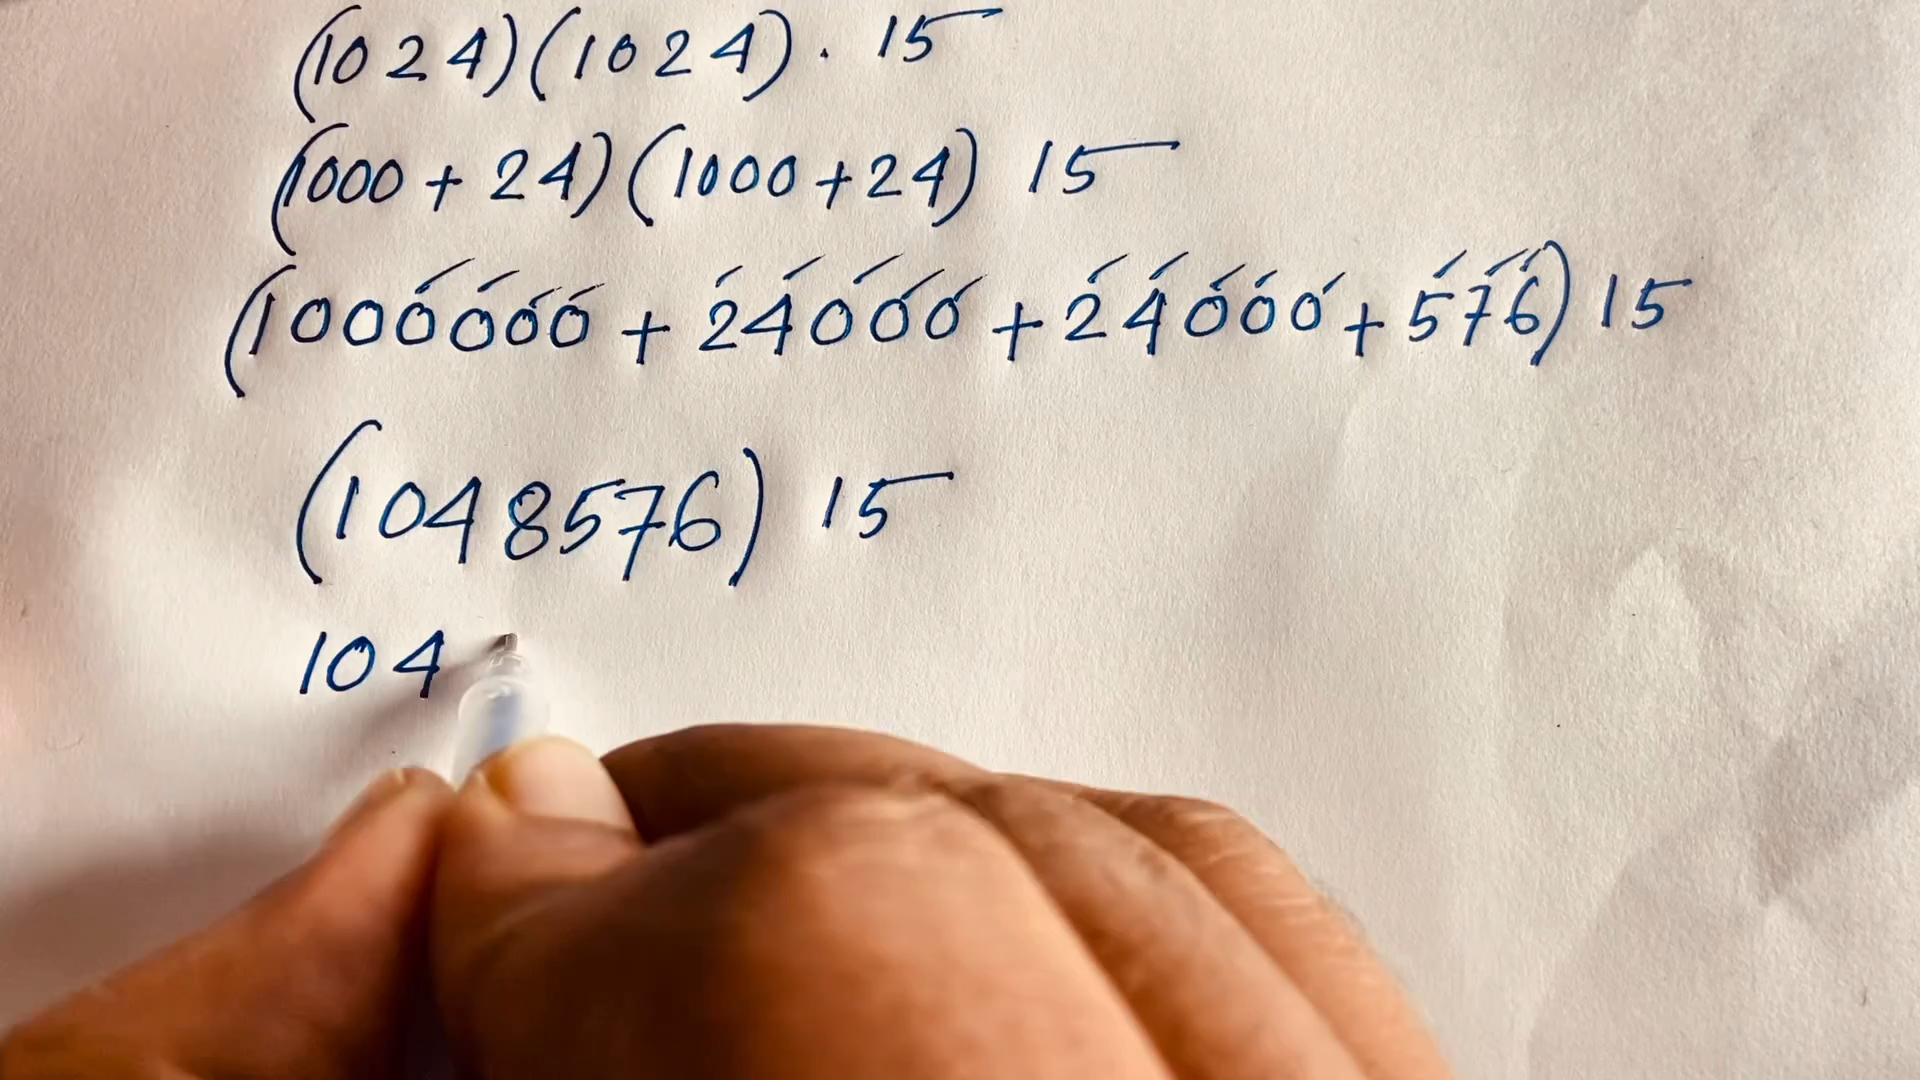 (1024)(1024). 15
(1000 + 24)(1000 + 24) 15
(1000000 + 24000 + 24000 + 576) 15
(1048576) 15
104